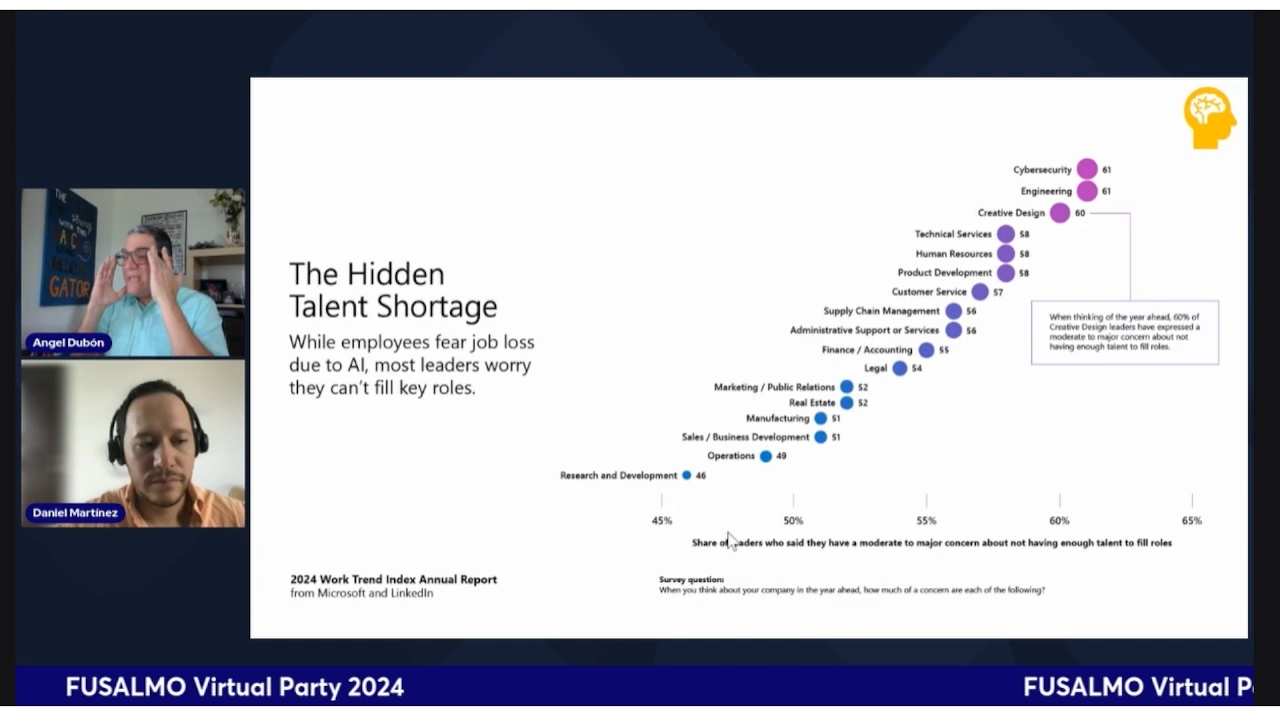 Cybersecurity 61
Engineering 61
Creative Design 60
Technical Services 58
Human Resources 58
Product Development 58
Customer Service 57
Supply Chain Management 56
Administrative Support or Services 56
Finance / Accounting 55
Legal 54
Marketing / Public Relations 52
Real Estate 52
Manufacturing 51
Sales / Business Development 51
Operations 49
Research and Development 46
When thinking of the year ahead, 60% of
Creative Design leaders have expressed a
moderate to major concern about not
having enough talent to fill roles.
The Hidden
Talent Shortage
While employees fear job loss
due to AI, most leaders worry
they can't fill key roles.
45% 50% 55% 60% 65%
Share of leaders who said they have a moderate to major concern about not having enough talent to fill roles
2024 Work Trend Index Annual Report
from Microsoft and LinkedIn
Survey question:
When you think about your company in the year ahead, how much of a concern are each of the following?
THE
WITH THE
GATOR
Angel Dubón
Daniel Martínez
FUSALMO Virtual Party 2024
FUSALMO Virtual P